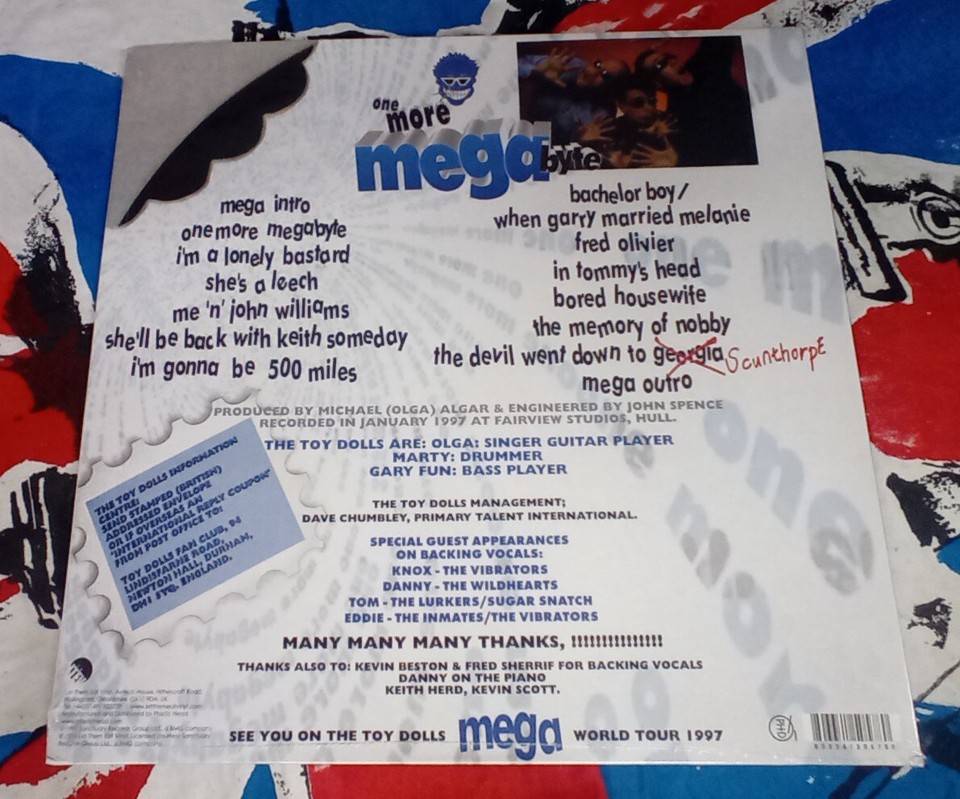 one
more
mega byte
mega intro
one more megabyte
i'm a lonely bastard
she's a leech
me 'n' john williams
she'll be back with keith someday
i'm gonna be 500 miles
bachelor boy/
when garry married melanie
fred olivier
in tommy's head
bored housewife
the memory of nobby
the devil went down to georgia ScunthorpE
mega outro
PRODUCED BY MICHAEL (OLGA) ALGAR & ENGINEERED BY JOHN SPENCE
RECORDED IN JANUARY 1997 AT FAIRVIEW STUDIOS, HULL.
THE TOY DOLLS ARE: OLGA: SINGER GUITAR PLAYER
MARTY: DRUMMER
GARY FUN: BASS PLAYER
THE TOY DOLLS MANAGEMENT;
DAVE CHUMBLEY, PRIMARY TALENT INTERNATIONAL.
THE TOY DOLLS INFORMATION
CENTRE:
SEND STAMPED (BRITISH)
ADDRESSED ENVELOPE
OR IF OVERSEAS AN
'INTERNATIONAL REPLY COUPON'
FROM POST OFFICE TO:
TOY DOLLS FAN CLUB, 94
LINDISFARNE ROAD,
NEWTON HALL, DURHAM,
DH1 5YQ. ENGLAND.
SPECIAL GUEST APPEARANCES
ON BACKING VOCALS:
KNOX - THE VIBRATORS
DANNY - THE WILDHEARTS
TOM - THE LURKERS/SUGAR SNATCH
EDDIE - THE INMATES/THE VIBRATORS
MANY MANY MANY THANKS, !!!!!!!!!!!!!!!
THANKS ALSO TO: KEVIN BESTON & FRED SHERRIF FOR BACKING VOCALS
DANNY ON THE PIANO
KEITH HERD, KEVIN SCOTT.
SEE YOU ON THE TOY DOLLS mega WORLD TOUR 1997